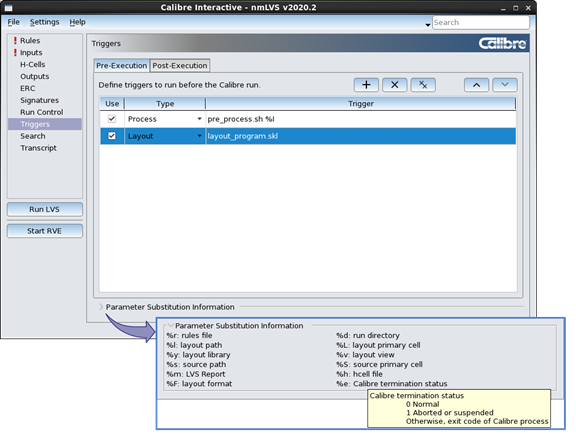 Calibre Interactive - nmLVS v2020.2
File Settings Help
Search
! Rules
! Inputs
H-Cells
Outputs
ERC
Signatures
Run Control
Triggers
Search
Transcript
Run LVS
Start RVE
Triggers
Calibre
Pre-Execution Post-Execution
Define triggers to run before the Calibre run.
Use Type Trigger
Process pre_process.sh %l
Layout layout_program.skl
Parameter Substitution Information
Parameter Substitution Information
%r: rules file %d: run directory
%l: layout path %L: layout primary cell
%y: layout library %v: layout view
%s: source path %S: source primary cell
%m: LVS Report %h: hcell file
%F: layout format %e: Calibre termination status
Calibre termination status
0 Normal
1 Aborted or suspended
Otherwise, exit code of Calibre process